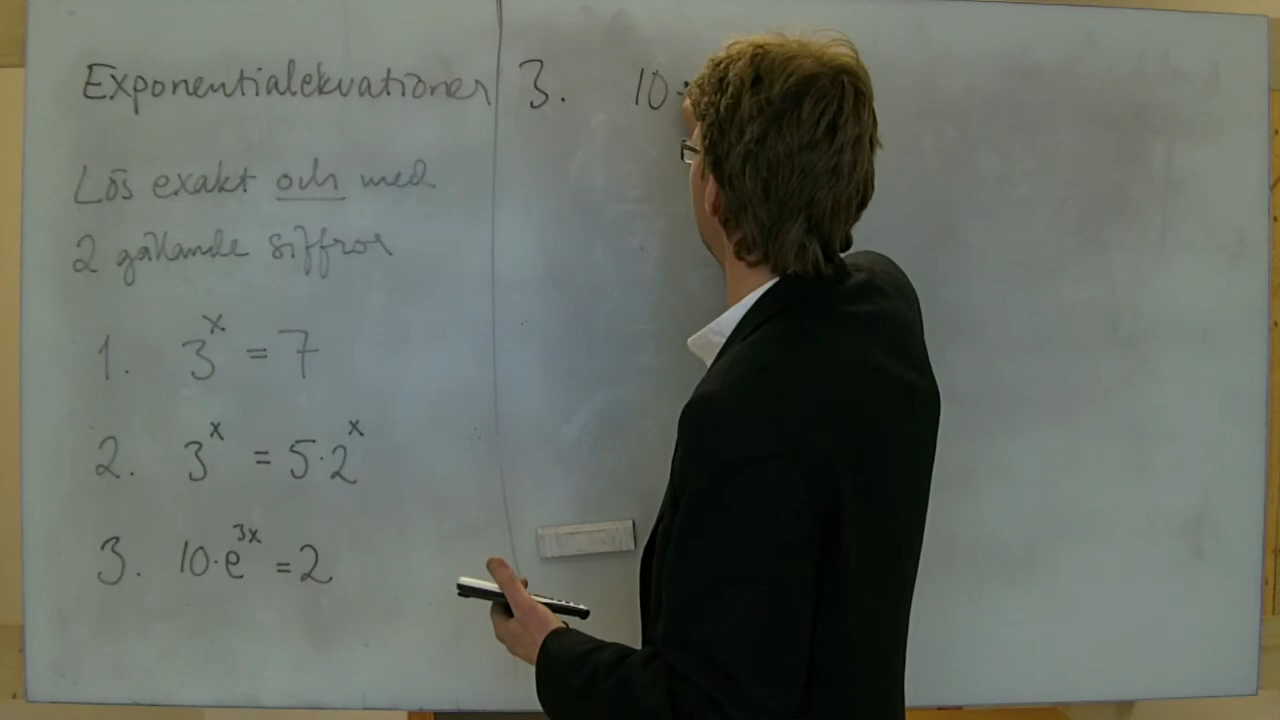 Exponentialekvationer
Lös exakt och med
2 gällande siffror
1. 3^x = 7
2. 3^x = 5·2^x
3. 10·e^{3x} = 2
3. 10·